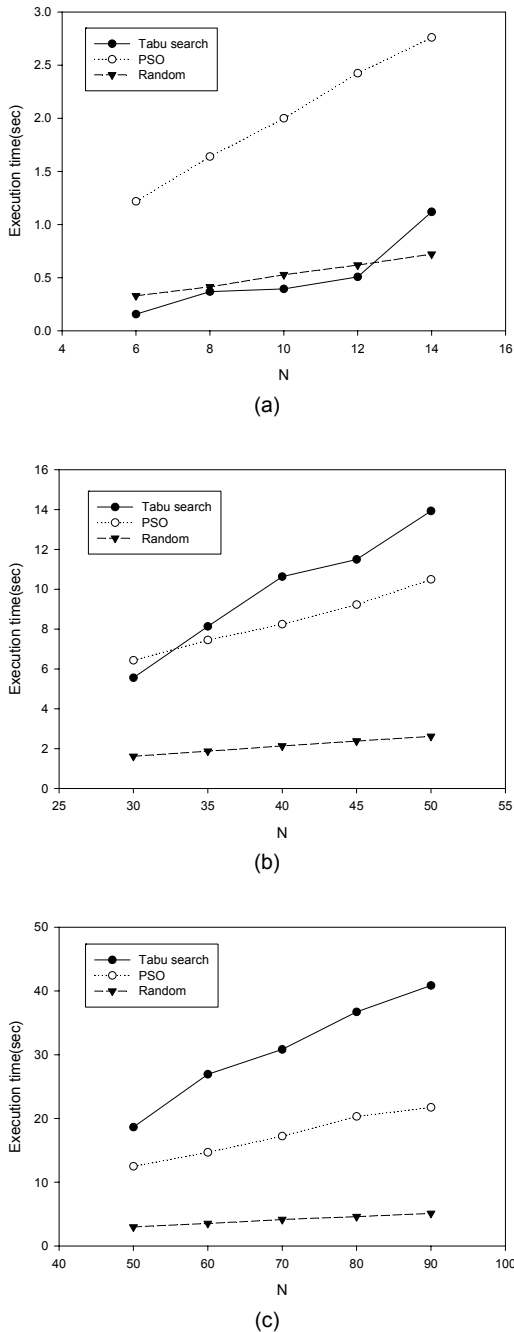 3.0
2.5
2.0
1.5
1.0
0.5
0.0
Execution time(sec)
Tabu search
PSO
Random
4 6 8 10 12 14 16
N
(a)
16
14
12
10
8
6
4
2
0
Execution time(sec)
Tabu search
PSO
Random
25 30 35 40 45 50 55
N
(b)
50
40
30
20
10
0
Execution time(sec)
Tabu search
PSO
Random
40 50 60 70 80 90 100
N
(c)